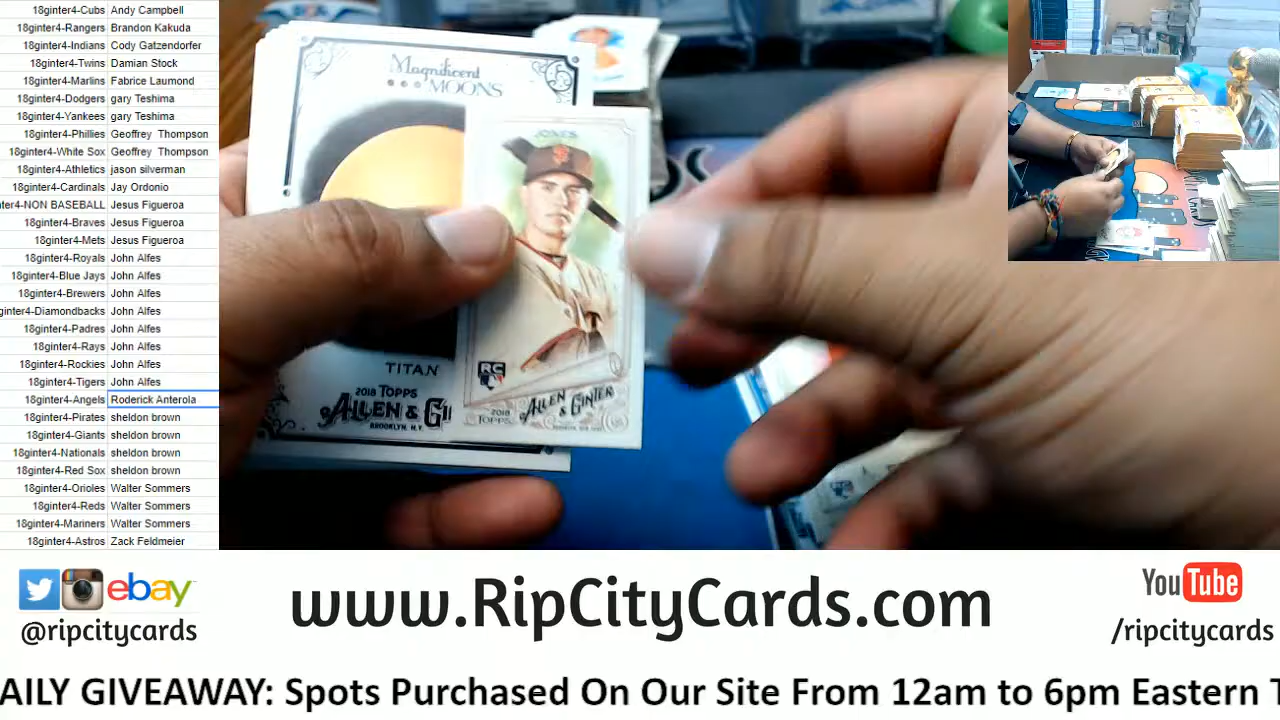 18ginter4-Cubs Andy Campbell
18ginter4-Rangers Brandon Kakuda
18ginter4-Indians Cody Gatzendorfer
18ginter4-Twins Damian Stock
18ginter4-Marlins Fabrice Laumond
18ginter4-Dodgers gary Teshima
18ginter4-Yankees gary Teshima
18ginter4-Phillies Geoffrey Thompson
18ginter4-White Sox Geoffrey Thompson
18ginter4-Athletics jason silverman
18ginter4-Cardinals Jay Ordonio
nter4-NON BASEBALL Jesus Figueroa
18ginter4-Braves Jesus Figueroa
18ginter4-Mets Jesus Figueroa
18ginter4-Royals John Alfes
18ginter4-Blue Jays John Alfes
18ginter4-Brewers John Alfes
ginter4-Diamondbacks John Alfes
18ginter4-Padres John Alfes
18ginter4-Rays John Alfes
18ginter4-Rockies John Alfes
18ginter4-Tigers John Alfes
18ginter4-Angels Roderick Anterola
18ginter4-Pirates sheldon brown
18ginter4-Giants sheldon brown
18ginter4-Nationals sheldon brown
18ginter4-Red Sox sheldon brown
18ginter4-Orioles Walter Sommers
18ginter4-Reds Walter Sommers
18ginter4-Mariners Walter Sommers
18ginter4-Astros Zack Feldmeier
Magnificent
MOONS
TITAN
2018 TOPPS
ALLEN & GI
BROOKLYN, N.Y.
JONES
RC
2018
TOPPS
ALLEN & GINTER
ebay
@ripcitycards
www.RipCityCards.com
YouTube
/ripcitycards
AILY GIVEAWAY: Spots Purchased On Our Site From 12am to 6pm Eastern T